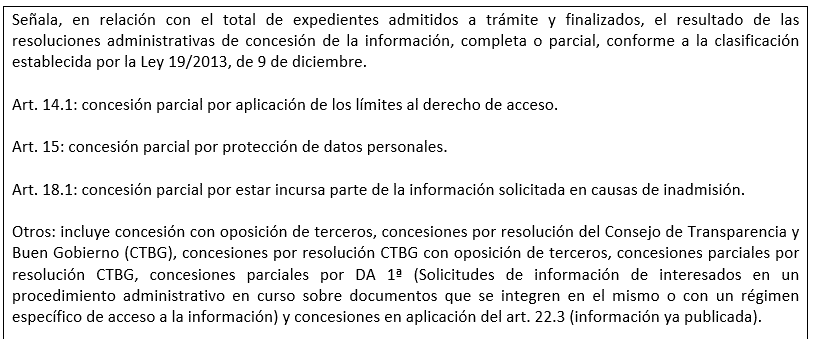 Señala, en relación con el total de expedientes admitidos a trámite y finalizados, el resultado de las
resoluciones administrativas de concesión de la información, completa o parcial, conforme a la clasificación
establecida por la Ley 19/2013, de 9 de diciembre.
Art. 14.1: concesión parcial por aplicación de los límites al derecho de acceso.
Art. 15: concesión parcial por protección de datos personales.
Art. 18.1: concesión parcial por estar incursa parte de la información solicitada en causas de inadmisión.
Otros: incluye concesión con oposición de terceros, concesiones por resolución del Consejo de Transparencia y
Buen Gobierno (CTBG), concesiones por resolución CTBG con oposición de terceros, concesiones parciales por
resolución CTBG, concesiones parciales por DA 1ª (Solicitudes de información de interesados en un
procedimiento administrativo en curso sobre documentos que se integren en el mismo o con un régimen
específico de acceso a la información) y concesiones en aplicación del art. 22.3 (información ya publicada).